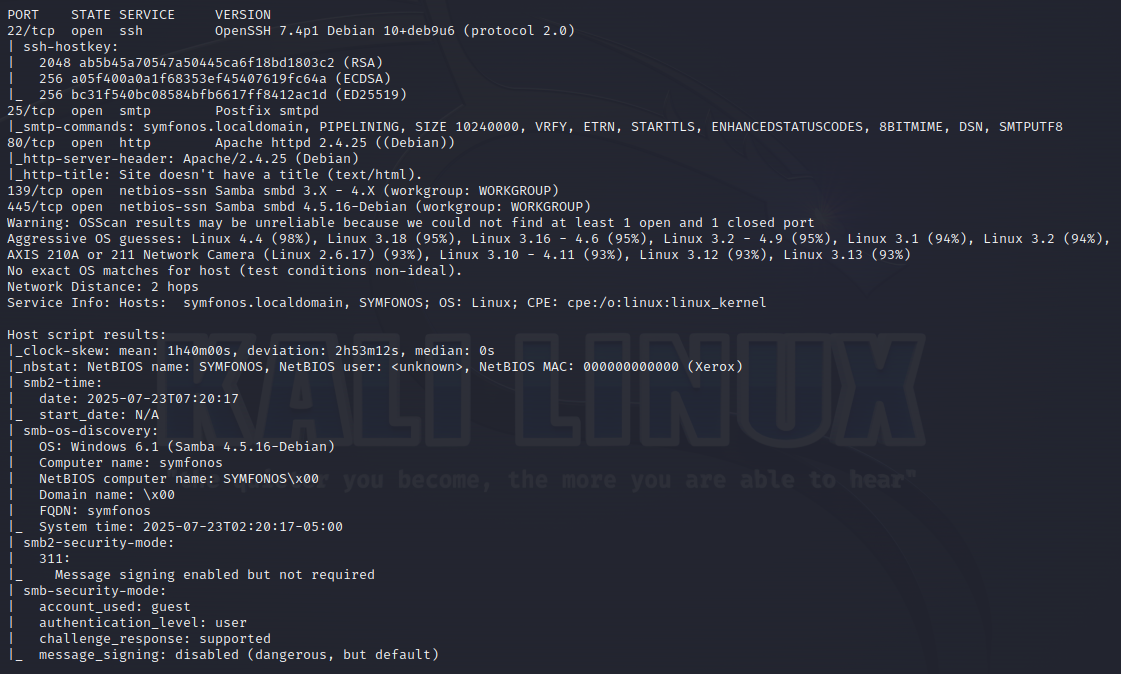 PORT    STATE SERVICE     VERSION
22/tcp  open  ssh         OpenSSH 7.4p1 Debian 10+deb9u6 (protocol 2.0)
| ssh-hostkey:
|   2048 ab5b45a70547a50445ca6f18bd1803c2 (RSA)
|   256 a05f400a0a1f68353ef45407619fc64a (ECDSA)
|_  256 bc31f540bc08584bfb6617ff8412ac1d (ED25519)
25/tcp  open  smtp        Postfix smtpd
|_smtp-commands: symfonos.localdomain, PIPELINING, SIZE 10240000, VRFY, ETRN, STARTTLS, ENHANCEDSTATUSCODES, 8BITMIME, DSN, SMTPUTF8
80/tcp  open  http        Apache httpd 2.4.25 ((Debian))
|_http-server-header: Apache/2.4.25 (Debian)
|_http-title: Site doesn't have a title (text/html).
139/tcp open  netbios-ssn Samba smbd 3.X - 4.X (workgroup: WORKGROUP)
445/tcp open  netbios-ssn Samba smbd 4.5.16-Debian (workgroup: WORKGROUP)
Warning: OSScan results may be unreliable because we could not find at least 1 open and 1 closed port
Aggressive OS guesses: Linux 4.4 (98%), Linux 3.18 (95%), Linux 3.16 - 4.6 (95%), Linux 3.2 - 4.9 (95%), Linux 3.1 (94%), Linux 3.2 (94%),
AXIS 210A or 211 Network Camera (Linux 2.6.17) (93%), Linux 3.10 - 4.11 (93%), Linux 3.12 (93%), Linux 3.13 (93%)
No exact OS matches for host (test conditions non-ideal).
Network Distance: 2 hops
Service Info: Hosts:  symfonos.localdomain, SYMFONOS; OS: Linux; CPE: cpe:/o:linux:linux_kernel

Host script results:
|_clock-skew: mean: 1h40m00s, deviation: 2h53m12s, median: 0s
|_nbstat: NetBIOS name: SYMFONOS, NetBIOS user: <unknown>, NetBIOS MAC: 000000000000 (Xerox)
| smb2-time:
|   date: 2025-07-23T07:20:17
|_  start_date: N/A
| smb-os-discovery:
|   OS: Windows 6.1 (Samba 4.5.16-Debian)
|   Computer name: symfonos
|   NetBIOS computer name: SYMFONOS\x00
|   Domain name: \x00
|   FQDN: symfonos
|_  System time: 2025-07-23T02:20:17-05:00
| smb2-security-mode:
|   311:
|_    Message signing enabled but not required
| smb-security-mode:
|   account_used: guest
|   authentication_level: user
|   challenge_response: supported
|_  message_signing: disabled (dangerous, but default)
KALI LINUX
you become, the more you are able to hear"